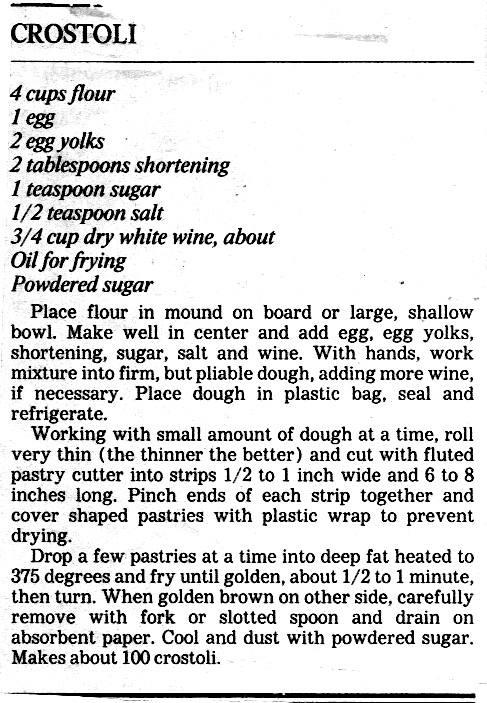 CROSTOLI
4 cups flour
1 egg
2 egg yolks
2 tablespoons shortening
1 teaspoon sugar
1/2 teaspoon salt
3/4 cup dry white wine, about
Oil for frying
Powdered sugar
Place flour in mound on board or large, shallow
bowl. Make well in center and add egg, egg yolks,
shortening, sugar, salt and wine. With hands, work
mixture into firm, but pliable dough, adding more wine,
if necessary. Place dough in plastic bag, seal and
refrigerate.
Working with small amount of dough at a time, roll
very thin (the thinner the better) and cut with fluted
pastry cutter into strips 1/2 to 1 inch wide and 6 to 8
inches long. Pinch ends of each strip together and
cover shaped pastries with plastic wrap to prevent
drying.
Drop a few pastries at a time into deep fat heated to
375 degrees and fry until golden, about 1/2 to 1 minute,
then turn. When golden brown on other side, carefully
remove with fork or slotted spoon and drain on
absorbent paper. Cool and dust with powdered sugar.
Makes about 100 crostoli.